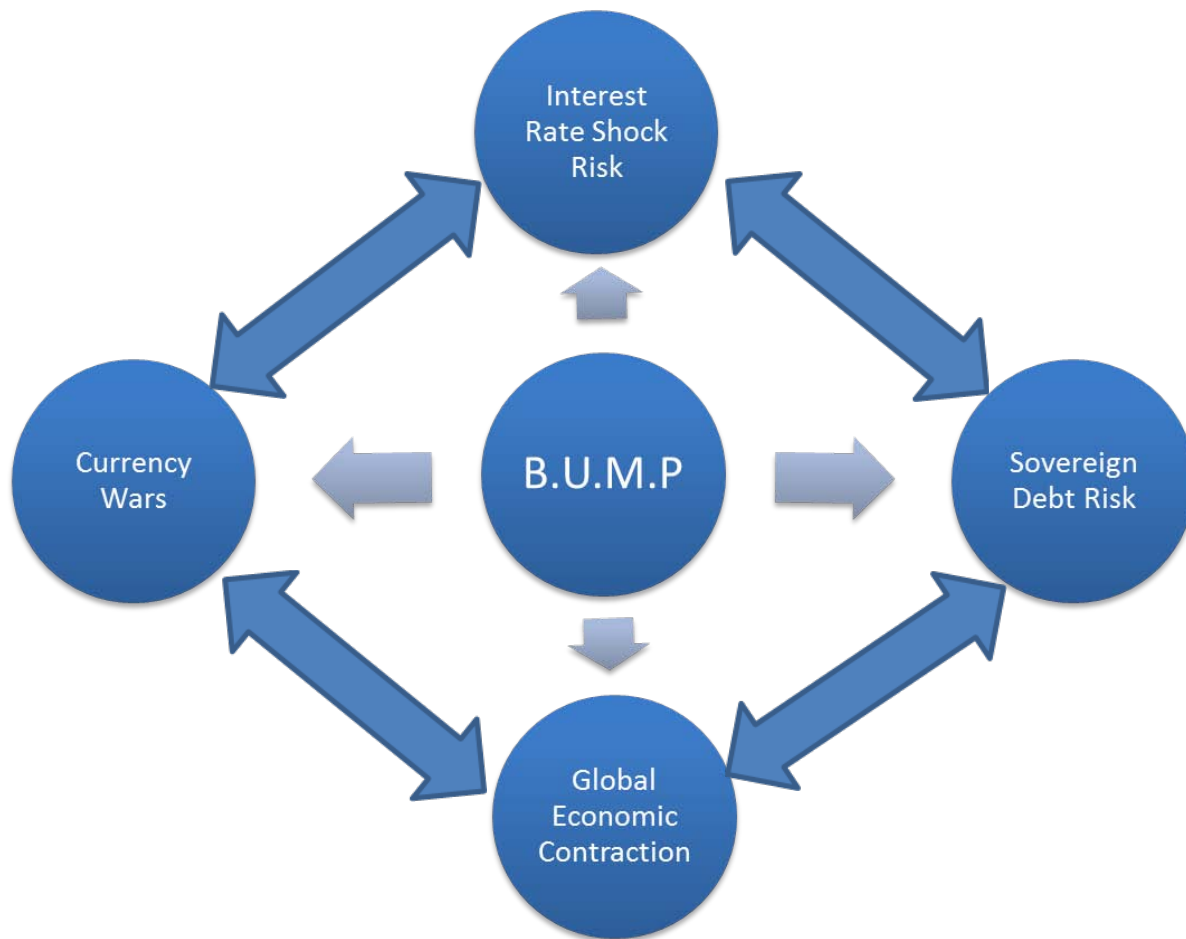 Interest
Rate Shock
Risk
Currency
Wars
B.U.M.P
Sovereign
Debt Risk
Global
Economic
Contraction